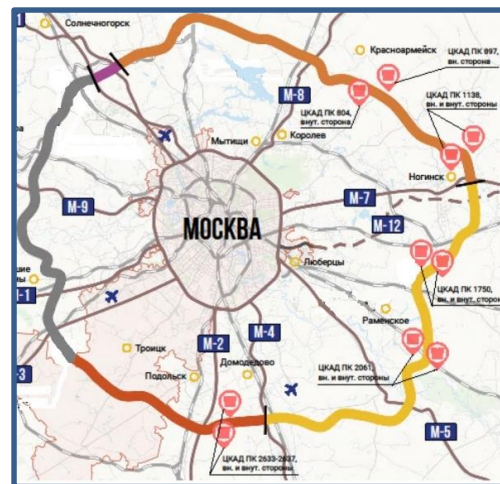 Солнечногорск
Красноармейск
ЦКАД ПК 897,
вн. сторона
М-8
ЦКАД ПК 804,
внут. сторона
ЦКАД ПК 1138,
вн. и внут. стороны
Мытищи
Королев
Ногинск
М-7
М-9
МОСКВА
М-12
Люберцы
ЦКАД ПК 1750,
вн. и внут. стороны
М-1
Раменское
М-4
М-2
Троицк
Домодедово
ЦКАД ПК 2061,
вн. и внут. стороны
М-3
Подольск
М-5
ЦКАД ПК 2633-2637,
вн. и внут. стороны